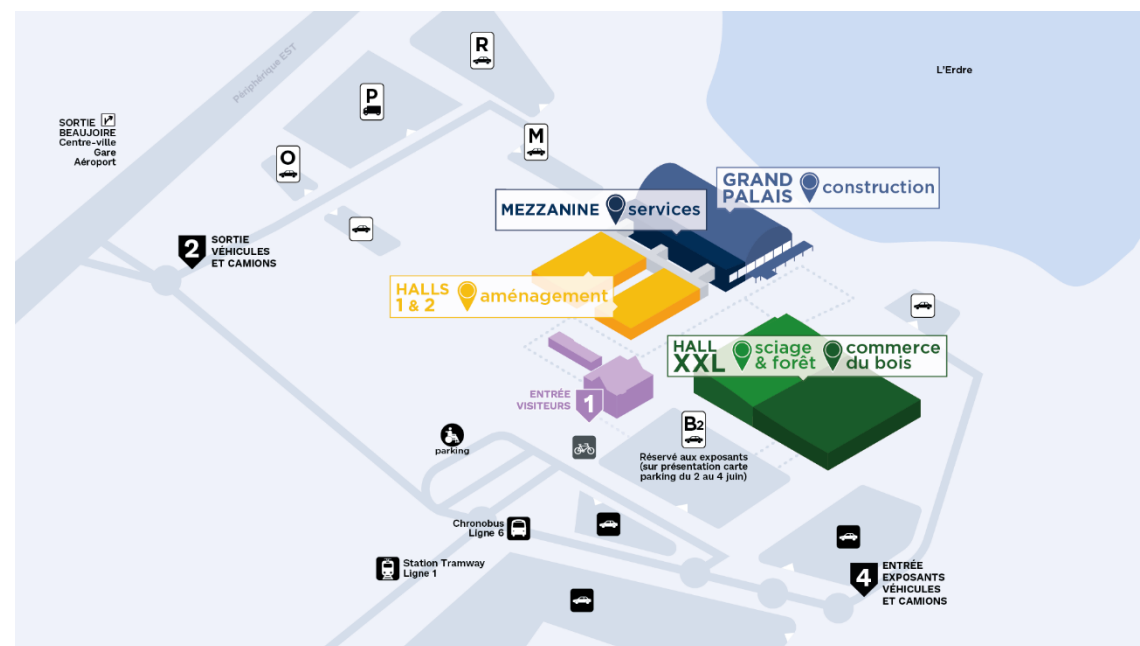 R
Périphérique EST
L'Erdre
P
SORTIE
BEAUJOIRE
Centre-ville
Gare
Aéroport
M
O
GRAND
PALAIS
construction
MEZZANINE
services
2
SORTIE
VÉHICULES
ET CAMIONS
HALLS
1 & 2
aménagement
HALL
XXL
sciage
& forêt
commerce
du bois
ENTRÉE
VISITEURS
1
B2
parking
Réservé aux exposants
(sur présentation carte
parking du 2 au 4 juin)
Chronobus
Ligne 6
Station Tramway
Ligne 1
4
ENTRÉE
EXPOSANTS
VÉHICULES
ET CAMIONS